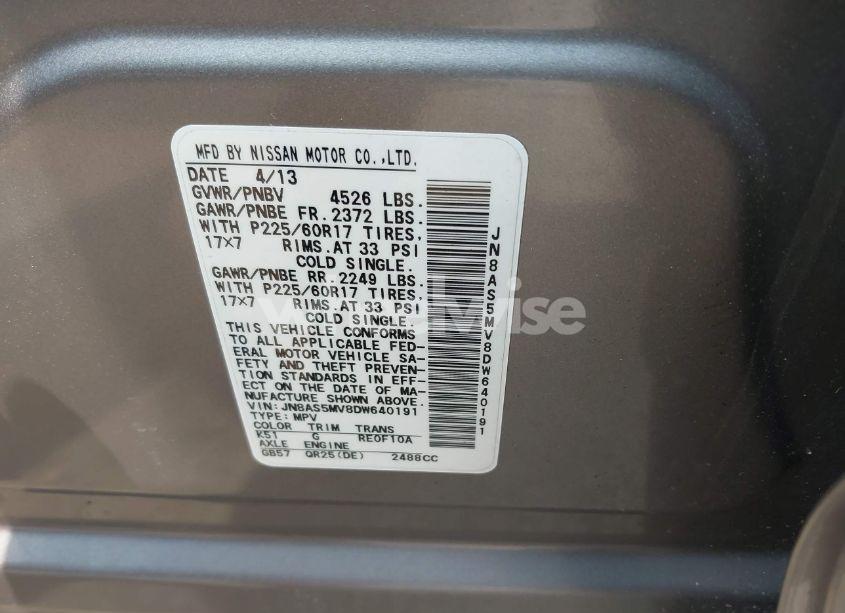 MFD BY NISSAN MOTOR CO.,LTD.
DATE 4/13
GVWR/PNBV 4526 LBS.
GAWR/PNBE FR. 2372 LBS.
WITH P225/60R17 TIRES,
17×7 RIMS. AT 33 PSI
COLD SINGLE.
GAWR/PNBE RR. 2249 LBS.
WITH P225/60R17 TIRES,
17×7 RIMS. AT 33 PSI
COLD SINGLE.
THIS VEHICLE CONFORMS
TO ALL APPLICABLE FED-
ERAL MOTOR VEHICLE SA-
FETY AND THEFT PREVEN-
TION STANDARDS IN EFF-
ECT ON THE DATE OF MA-
NUFACTURE SHOWN ABOVE.
VIN: JN8AS5MV8DW640191
TYPE: MPV
COLOR TRIM TRANS
K51 G RE0F10A
AXLE ENGINE
GB57 QR25(DE) 2488CC
JN8AS5MV8DW640191